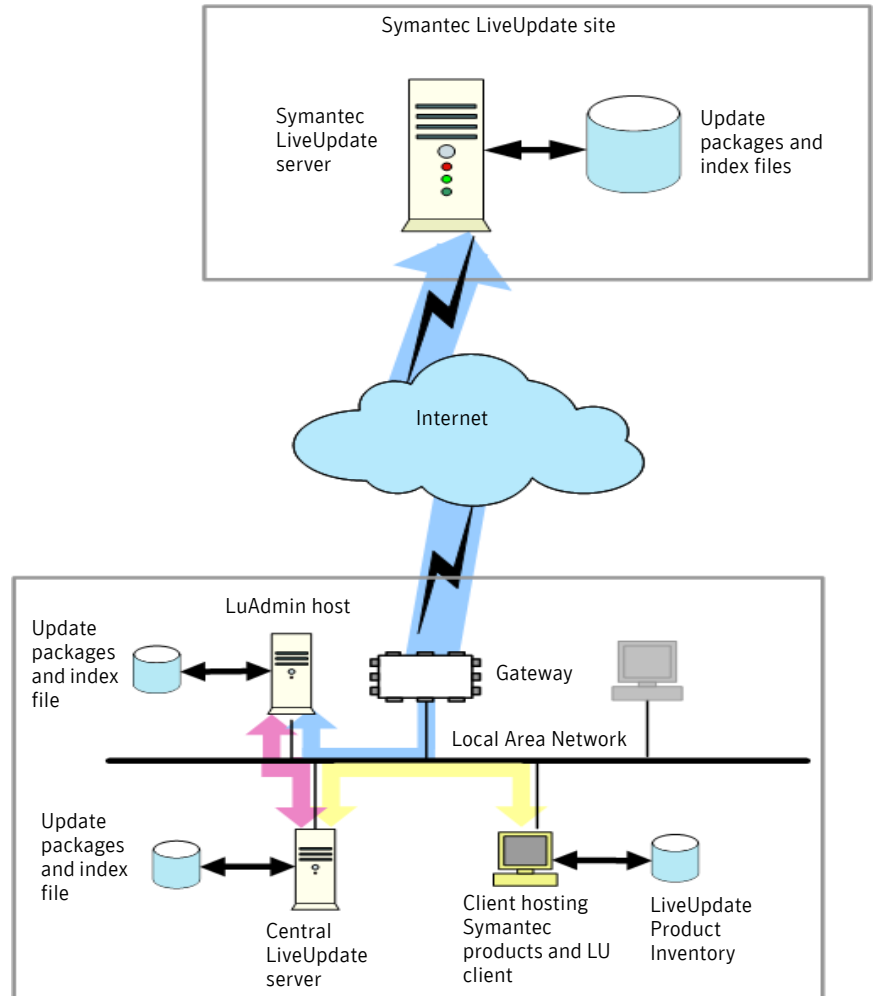 Symantec LiveUpdate site
Symantec
LiveUpdate
server
Update
packages and
index files
Internet
LuAdmin host
Update
packages
and index
file
Gateway
Local Area Network
Update
packages
and index
file
Central
LiveUpdate
server
Client hosting
Symantec
products and LU
client
LiveUpdate
Product
Inventory